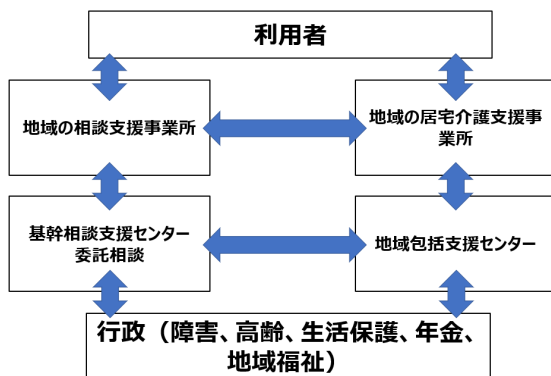 利用者
地域の相談支援事業所
地域の居宅介護支援事
業所
基幹相談支援センター
委託相談
地域包括支援センター
行政（障害、高齢、生活保護、年金、
地域福祉）